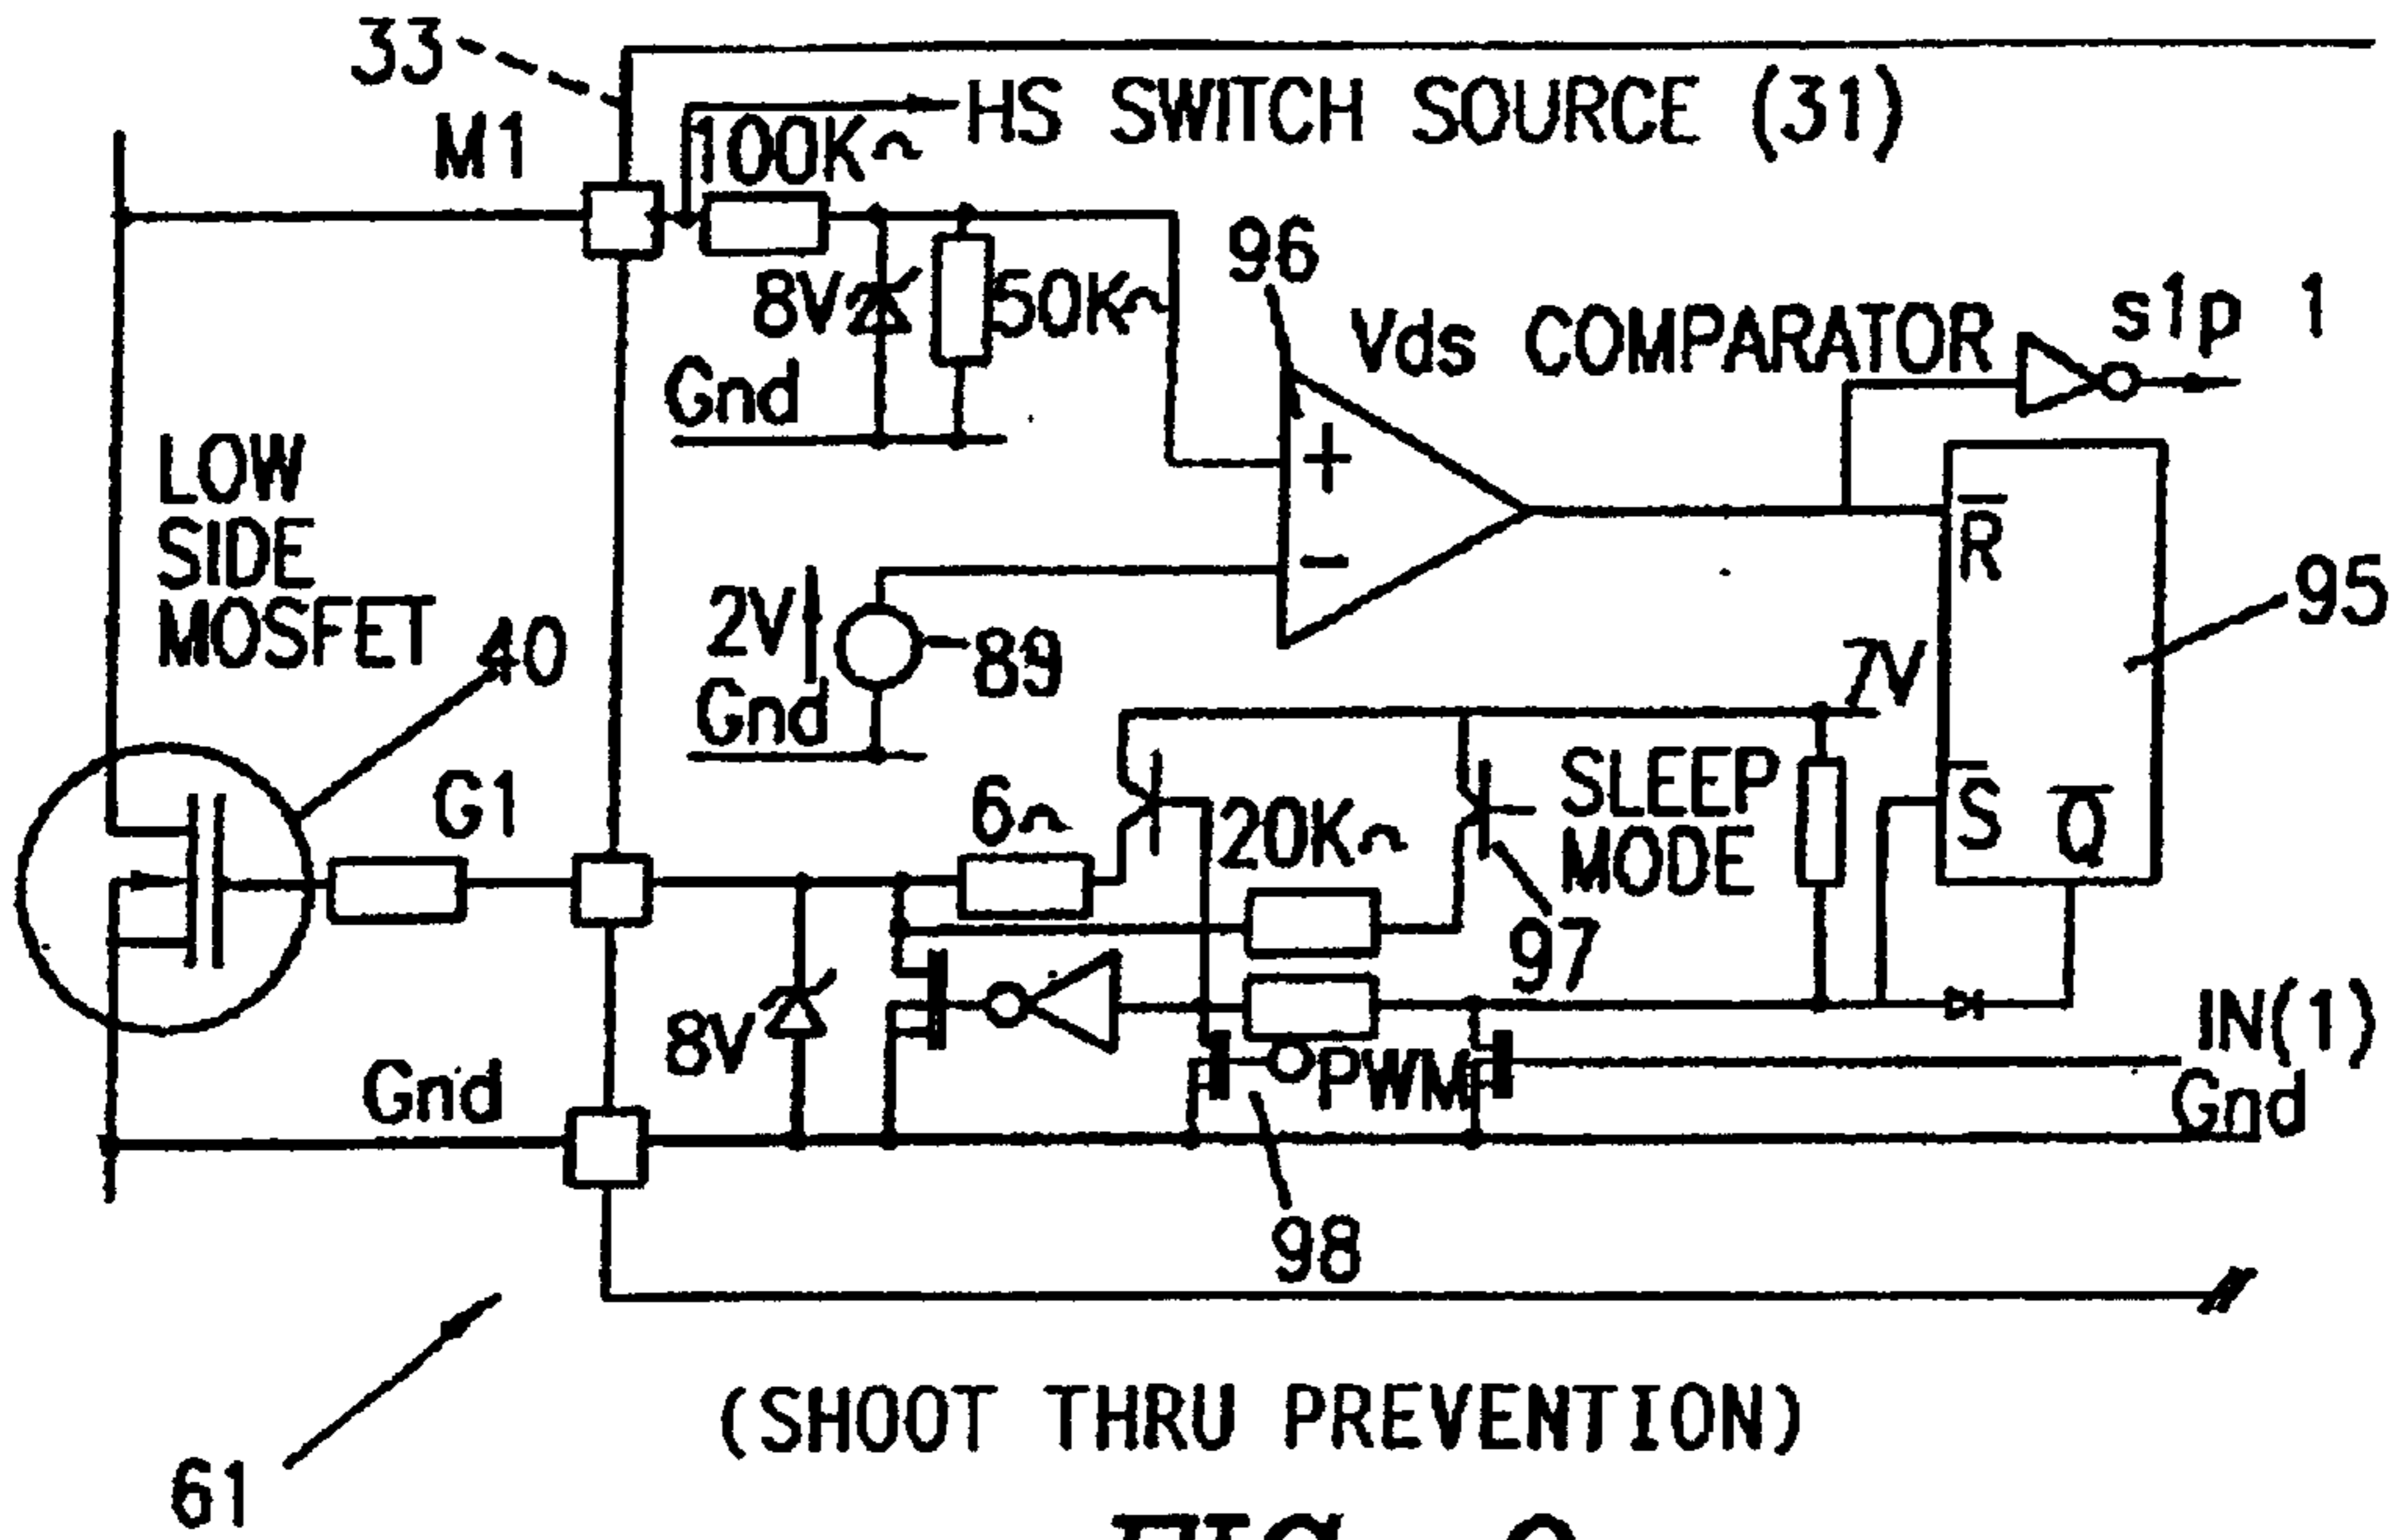 33
HS SWITCH SOURCE (31)
M1
100K
96
8V
50K
s1p 1
Vds COMPARATOR
Gnd
+
LOW
SIDE
MOSFET
R̅
95
2V
−
40
89
7V
Gnd
G1
6
20K
SLEEP
MODE
S̅
Q̅
97
8V
IN(1)
PWM
Gnd
Gnd
98
(SHOOT THRU PREVENTION)
61